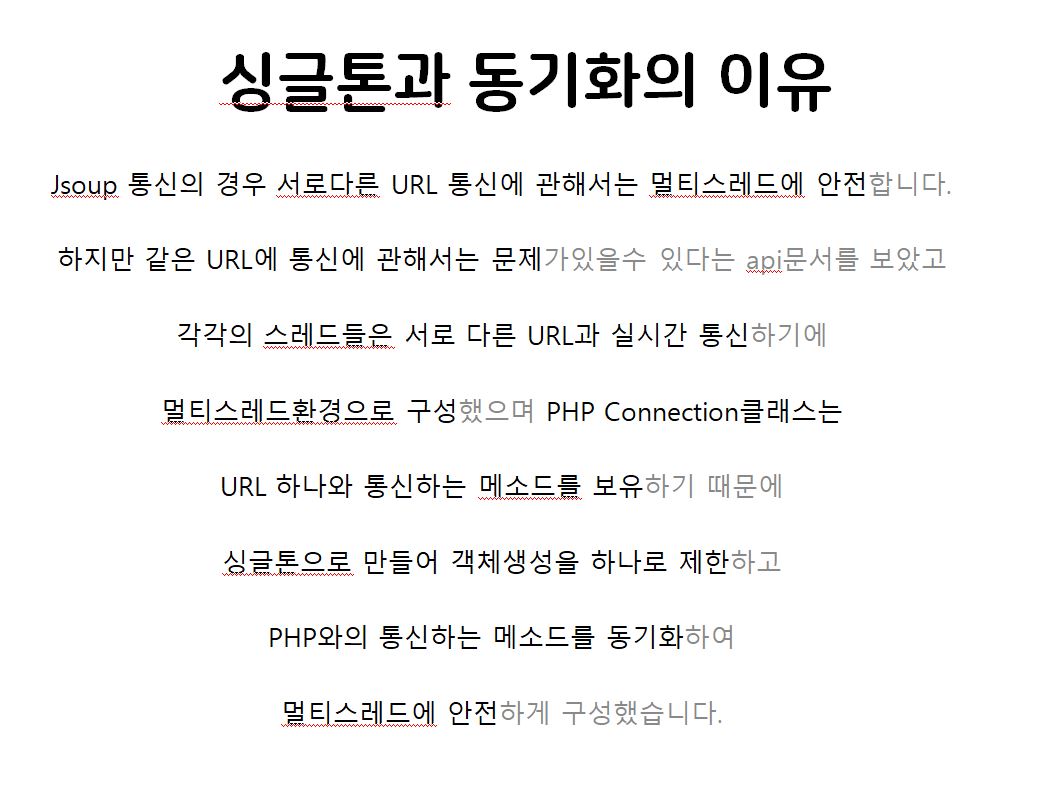 싱글톤과 동기화의 이유
Jsoup 통신의 경우 서로다른 URL 통신에 관해서는 멀티스레드에 안전합니다.
하지만 같은 URL에 통신에 관해서는 문제가있을수 있다는 api문서를 보았고
각각의 스레드들은 서로 다른 URL과 실시간 통신하기에
멀티스레드환경으로 구성했으며 PHP Connection클래스는
URL 하나와 통신하는 메소드를 보유하기 때문에
싱글톤으로 만들어 객체생성을 하나로 제한하고
PHP와의 통신하는 메소드를 동기화하여
멀티스레드에 안전하게 구성했습니다.